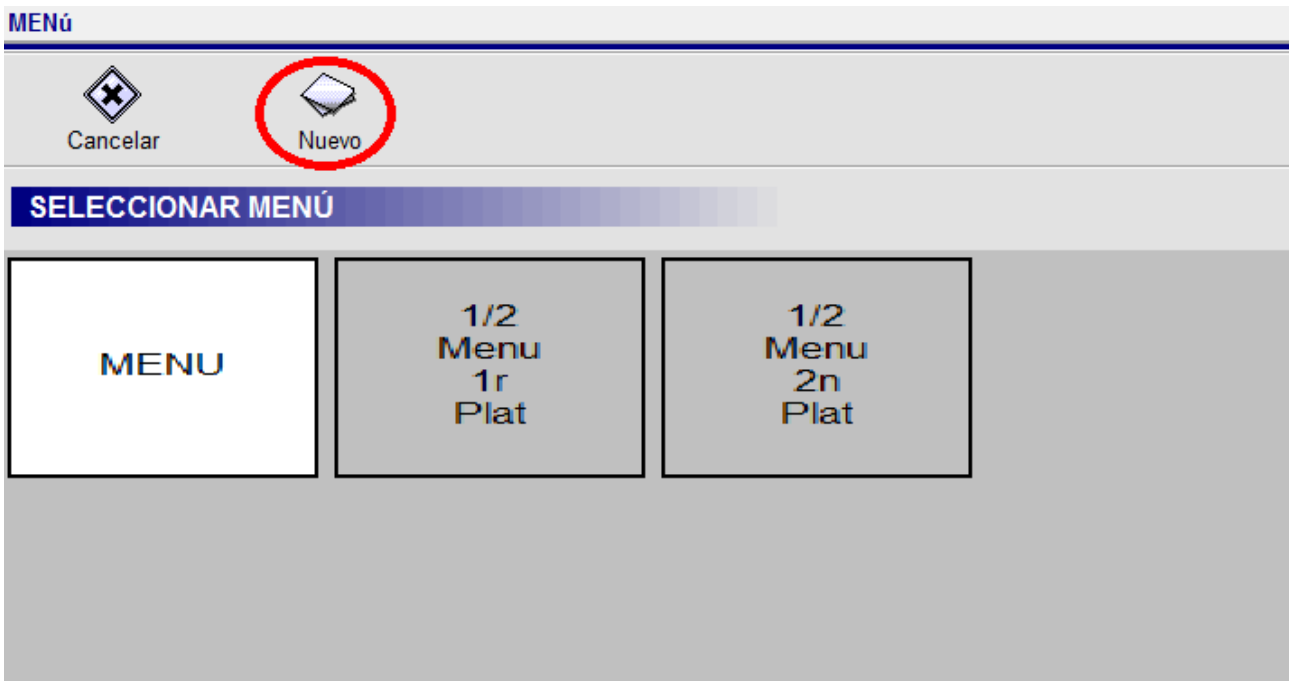 MENú
Cancelar
Nuevo
SELECCIONAR MENÚ
MENU
1/2
Menu
1r
Plat
1/2
Menu
2n
Plat